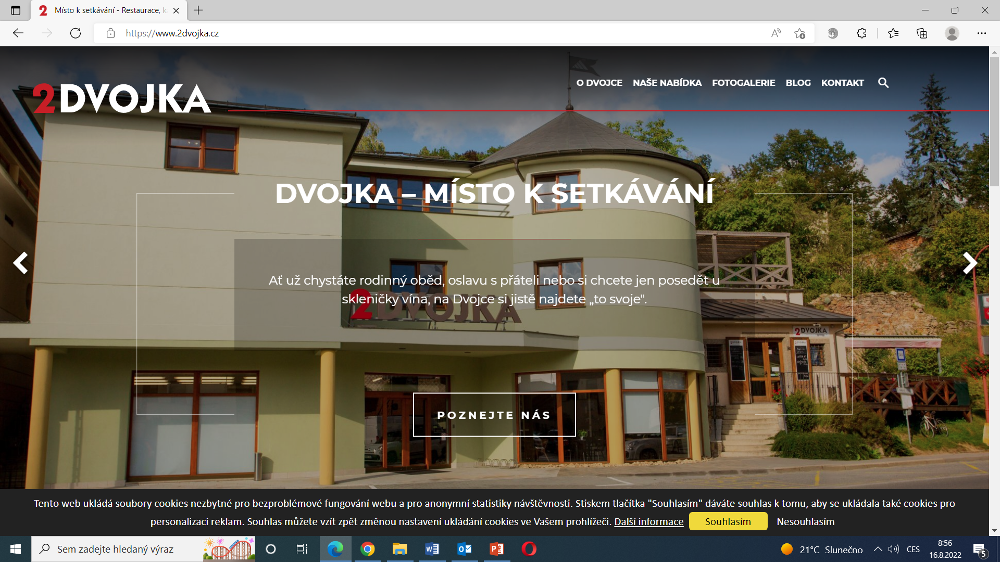 Místo k setkávání - Restaurace, k
https://www.2dvojka.cz
2DVOJKA
O DVOJCE NAŠE NABÍDKA FOTOGALERIE BLOG KONTAKT
DVOJKA – MÍSTO K SETKÁVÁNÍ
Ať už chystáte rodinný oběd, oslavu s přáteli nebo si chcete jen posedět u
skleničky vína, na Dvojce si jistě najdete „to svoje".
2DVOJKA
2DVOJKA
POZNEJTE NÁS
Tento web ukládá soubory cookies nezbytné pro bezproblémové fungování webu a pro anonymní statistiky návštěvnosti. Stiskem tlačítka "Souhlasím" dáváte souhlas k tomu, aby se ukládala také cookies pro
personalizaci reklam. Souhlas můžete vzít zpět změnou nastavení ukládání cookies ve Vašem prohlížeči. Další informace Souhlasím Nesouhlasím
Sem zadejte hledaný výraz
21°C Slunečno
CES
8:56
16.8.2022
5